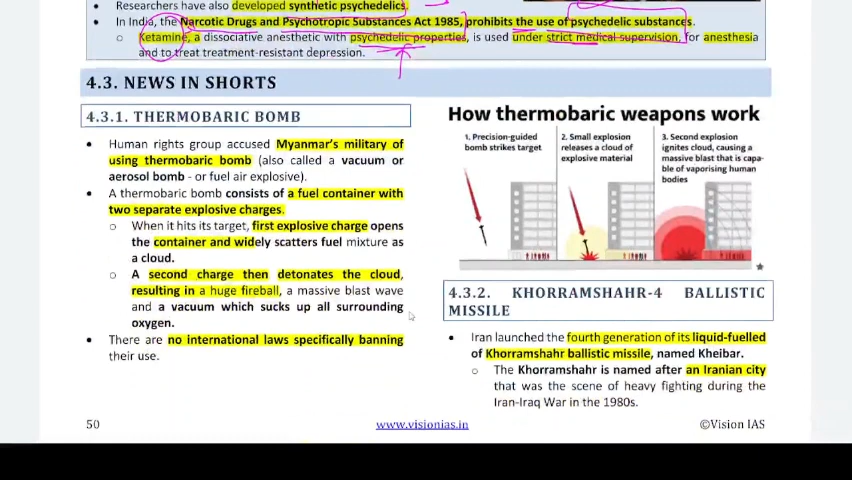 Researchers have also developed synthetic psychedelics.
In India, the Narcotic Drugs and Psychotropic Substances Act 1985, prohibits the use of psychedelic substances.
Ketamine, a dissociative anesthetic with psychedelic properties, is used under strict medical supervision, for anesthesia
and to treat treatment-resistant depression.
4.3. NEWS IN SHORTS
4.3.1. THERMOBARIC BOMB
Human rights group accused Myanmar's military of
using thermobaric bomb (also called a vacuum or
aerosol bomb - or fuel air explosive).
A thermobaric bomb consists of a fuel container with
two separate explosive charges.
When it hits its target, first explosive charge opens
the container and widely scatters fuel mixture as
a cloud.
A second charge then detonates the cloud,
resulting in a huge fireball, a massive blast wave
and a vacuum which sucks up all surrounding
oxygen.
There are no international laws specifically banning
their use.
How thermobaric weapons work
1. Precision-guided
bomb strikes target
2. Small explosion
releases a cloud of
explosive material
3. Second explosion
ignites cloud, causing a
massive blast that is capa-
ble of vaporising human
bodies
4.3.2. KHORRAMSHAHR-4 BALLISTIC
MISSILE
Iran launched the fourth generation of its liquid-fuelled
of Khorramshahr ballistic missile, named Kheibar.
The Khorramshahr is named after an Iranian city
that was the scene of heavy fighting during the
Iran-Iraq War in the 1980s.
50
www.visionias.in
©Vision IAS